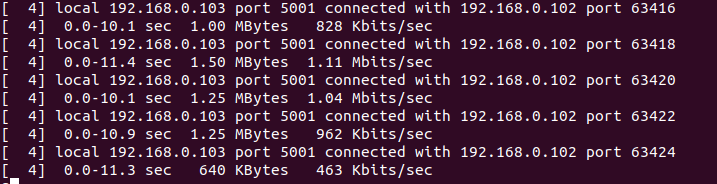 [  4] local 192.168.0.103 port 5001 connected with 192.168.0.102 port 63416
[  4]  0.0-10.1 sec  1.00 MBytes   828 Kbits/sec
[  4] local 192.168.0.103 port 5001 connected with 192.168.0.102 port 63418
[  4]  0.0-11.4 sec  1.50 MBytes  1.11 Mbits/sec
[  4] local 192.168.0.103 port 5001 connected with 192.168.0.102 port 63420
[  4]  0.0-10.1 sec  1.25 MBytes  1.04 Mbits/sec
[  4] local 192.168.0.103 port 5001 connected with 192.168.0.102 port 63422
[  4]  0.0-10.9 sec  1.25 MBytes   962 Kbits/sec
[  4] local 192.168.0.103 port 5001 connected with 192.168.0.102 port 63424
[  4]  0.0-11.3 sec   640 KBytes   463 Kbits/sec